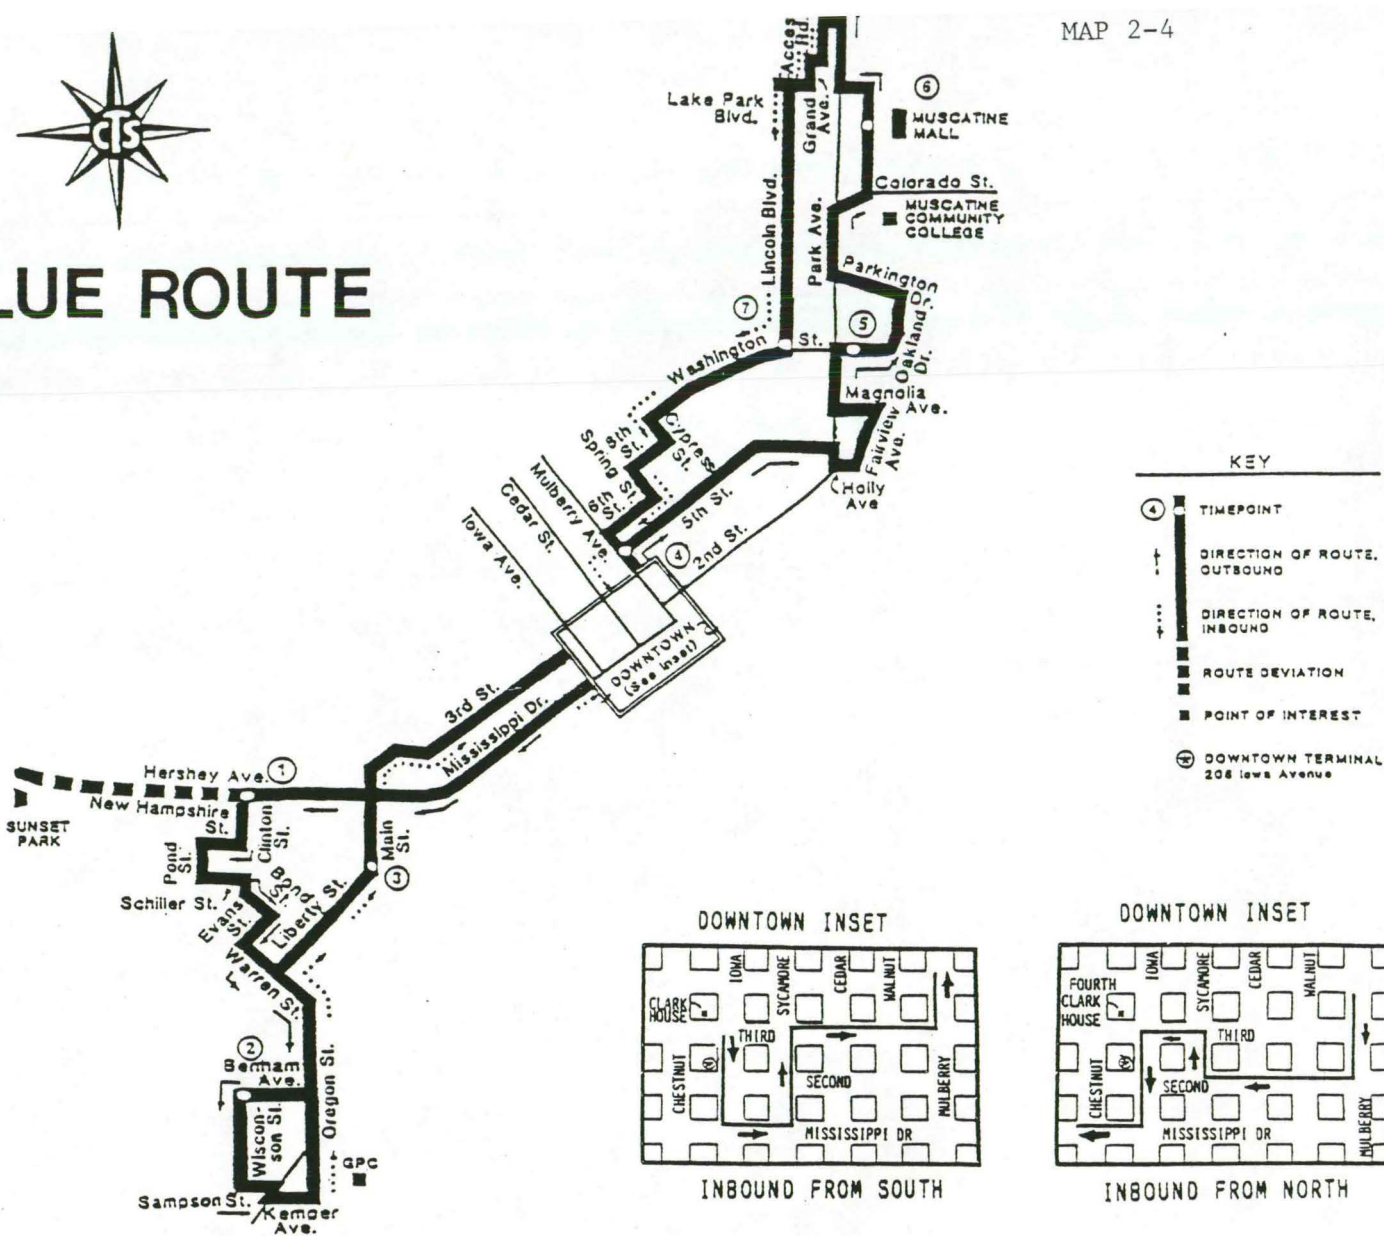 MAP 2-4
CTS
LUE ROUTE
Acces
Rd.
Lake Park
Blvd.
Grand
Ave.
6
MUSCATINE
MALL
Colorado St.
MUSCATINE
COMMUNITY
COLLEGE
Lincoln Blvd.
Park Ave.
Parkington
Dr.
7
5
St.
Washington
Oakland
Dr.
Magnolia
Ave.
Fairview
Ave.
Holly
Ave
8th
St.
Cypress
St.
Spring St.
6th
St.
5th St.
2nd St.
Mulberry Ave.
Cedar St.
Iowa Ave.
4
DOWNTOWN
(See Inset)
3rd St.
Mississippi Dr.
KEY
4
TIMEPOINT
DIRECTION OF ROUTE,
OUTBOUND
DIRECTION OF ROUTE,
INBOUND
ROUTE DEVIATION
POINT OF INTEREST
DOWNTOWN TERMINAL
206 Iowa Avenue
Hershey Ave.
1
New Hampshire
St.
SUNSET
PARK
Clinton
St.
Pond
St.
Main
St.
3
Bond
St.
Liberty St.
Schiller St.
Evans
St.
Warren St.
2
Benham
Ave.
Wiscon-
son St.
Oregon St.
GPC
Sampson St.
Kemper
Ave.
DOWNTOWN INSET
IOWA
SYCAMORE
CEDAR
WALNUT
CLARK
HOUSE
THIRD
CHESTNUT
SECOND
MULBERRY
MISSISSIPPI DR
INBOUND FROM SOUTH
DOWNTOWN INSET
IOWA
SYCAMORE
CEDAR
WALNUT
FOURTH
CLARK
HOUSE
THIRD
CHESTNUT
SECOND
MULBERRY
MISSISSIPPI DR
INBOUND FROM NORTH